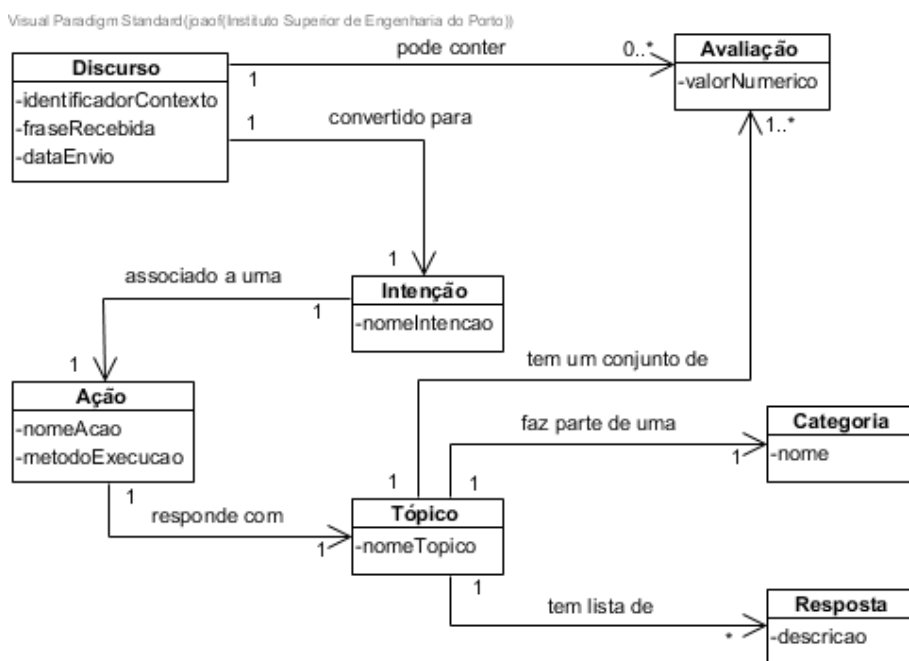 Visual Paradigm Standard(joaof(Instituto Superior de Engenharia do Porto))
pode conter
0..*
Avaliação
-valorNumerico
Discurso
-identificadorContexto
-fraseRecebida
-dataEnvio
1
1
convertido para
1..*
1
associado a uma
Intenção
-nomeIntencao
1
1
tem um conjunto de
Ação
-nomeAcao
-metodoExecucao
faz parte de uma
Categoria
-nome
1
1
1
1
responde com
1
Tópico
-nomeTopico
1
tem lista de
*
Resposta
-descricao